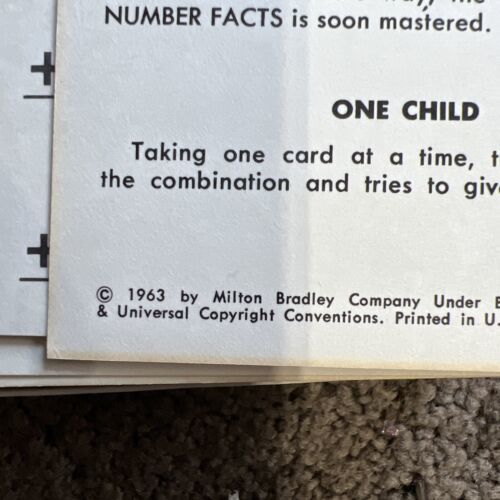 NUMBER FACTS is soon mastered.
+
ONE CHILD
Taking one card at a time, t
the combination and tries to giv
+
© 1963 by Milton Bradley Company Under B
& Universal Copyright Conventions. Printed in U.